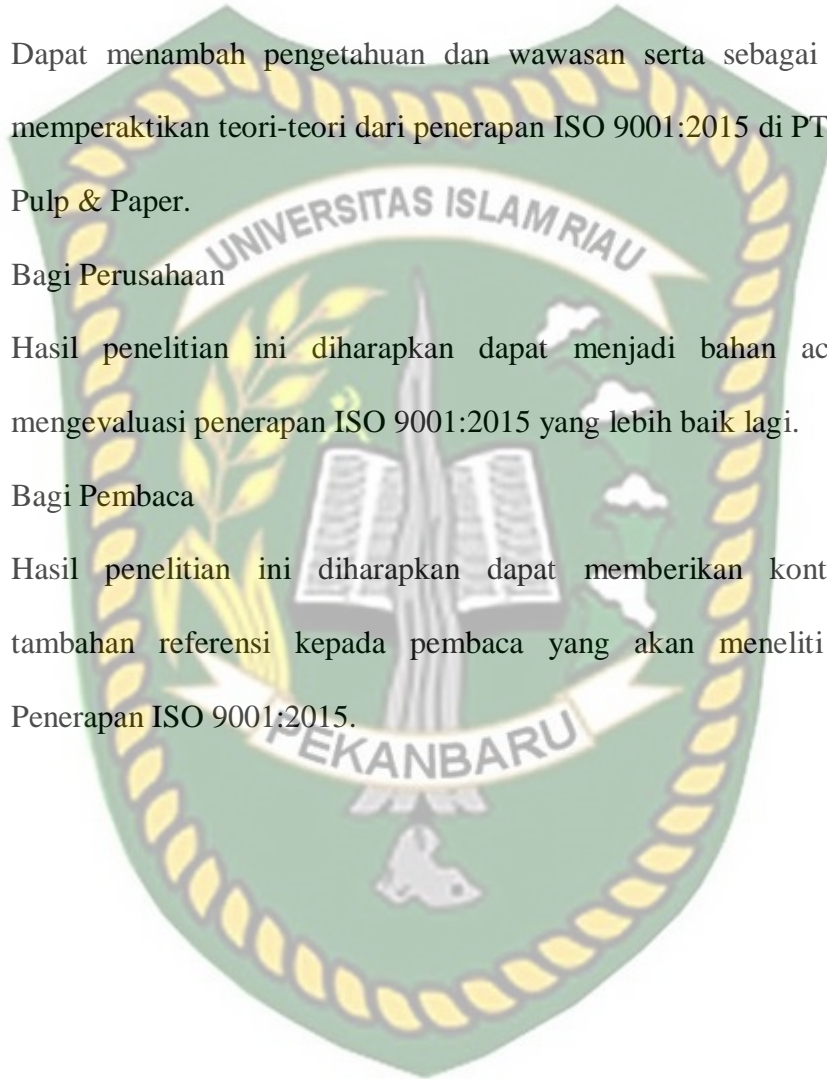 Dapat menambah pengetahuan dan wawasan serta sebagai
memperaktikan teori-teori dari penerapan ISO 9001:2015 di PT
Pulp & Paper.
UNIVERSITAS ISLAM RIAU
Bagi Perusahaan
Hasil penelitian ini diharapkan dapat menjadi bahan ac
mengevaluasi penerapan ISO 9001:2015 yang lebih baik lagi.
Bagi Pembaca
Hasil penelitian ini diharapkan dapat memberikan kont
tambahan referensi kepada pembaca yang akan meneliti
Penerapan ISO 9001:2015.
PEKANBARU